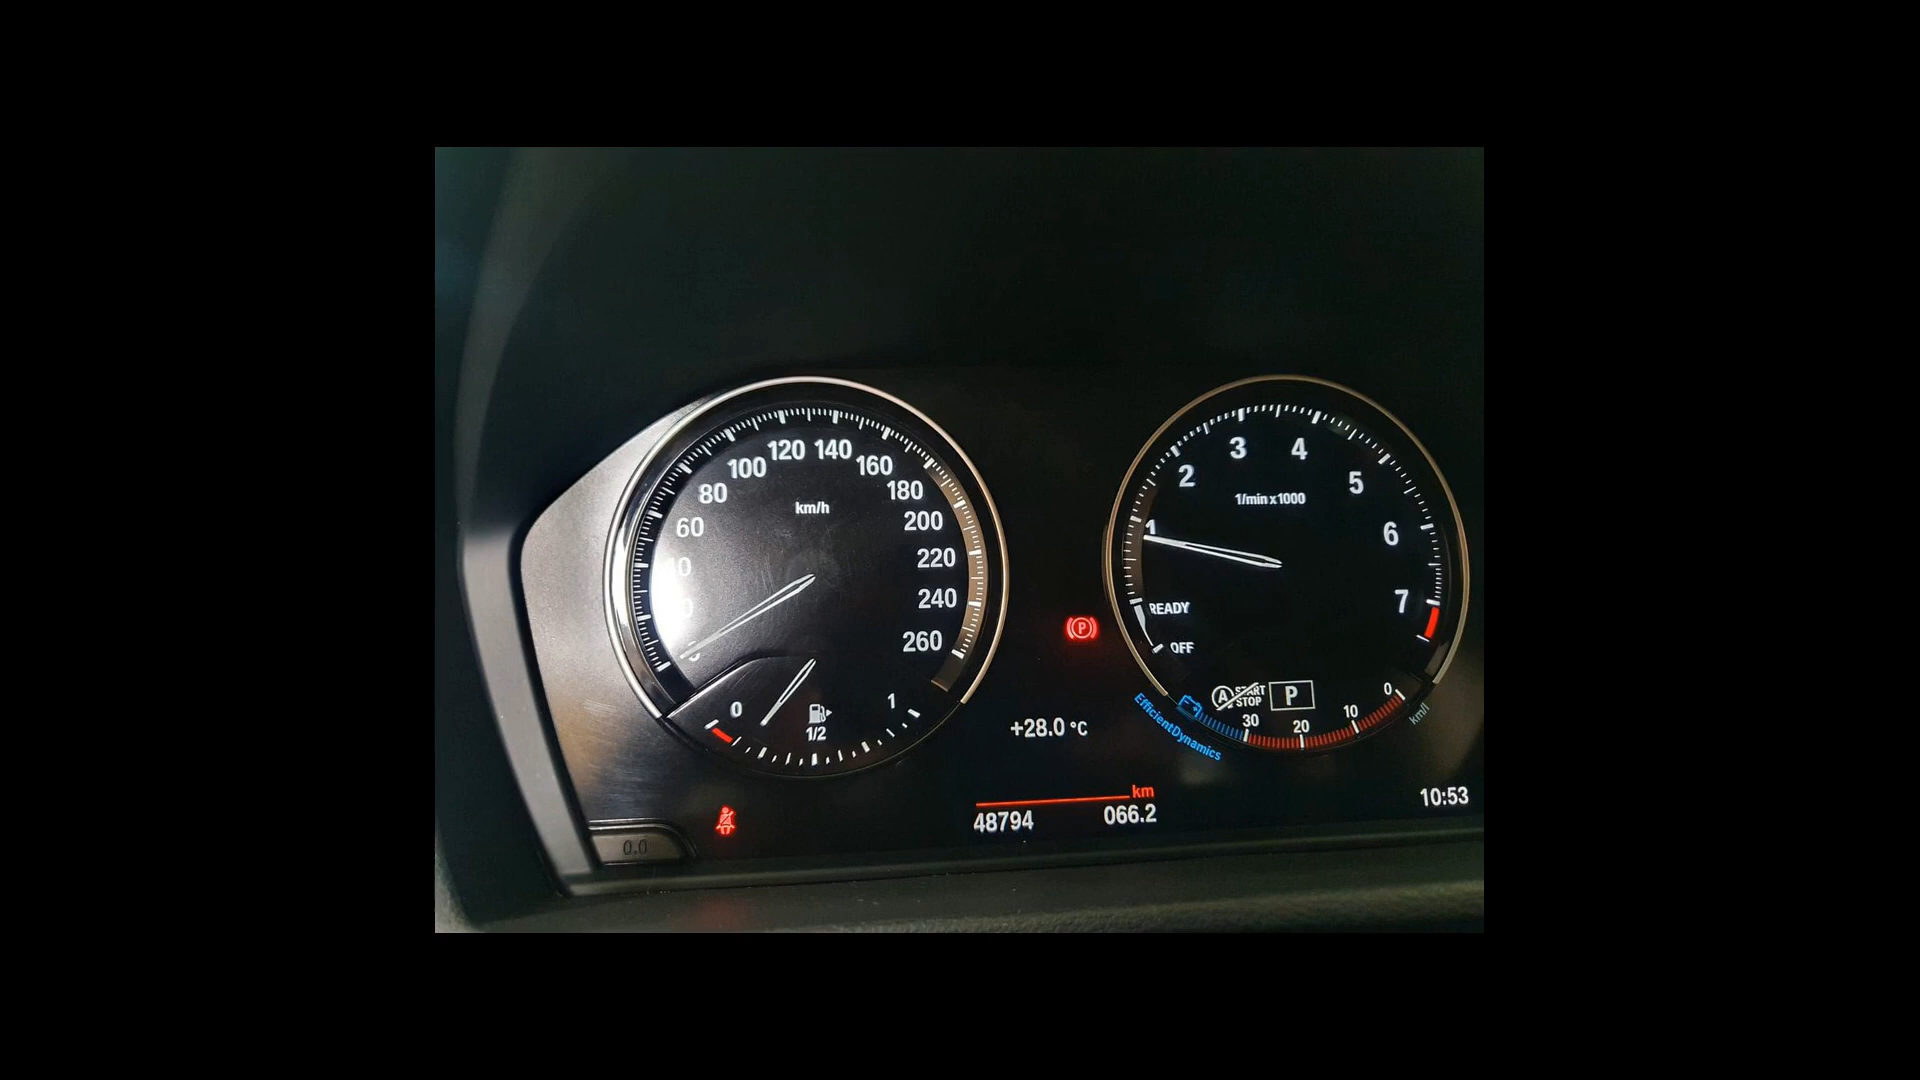 120 140
100 160
80 180
km/h
60 200
220
240
260
0 1/2 1
3 4
2 5
1/min x 1000
1 6
READY 7
OFF
A START STOP P
30 20 10 0
km/l
EfficientDynamics
P
+28.0 °C
km
48794 066.2
10:53
0.0